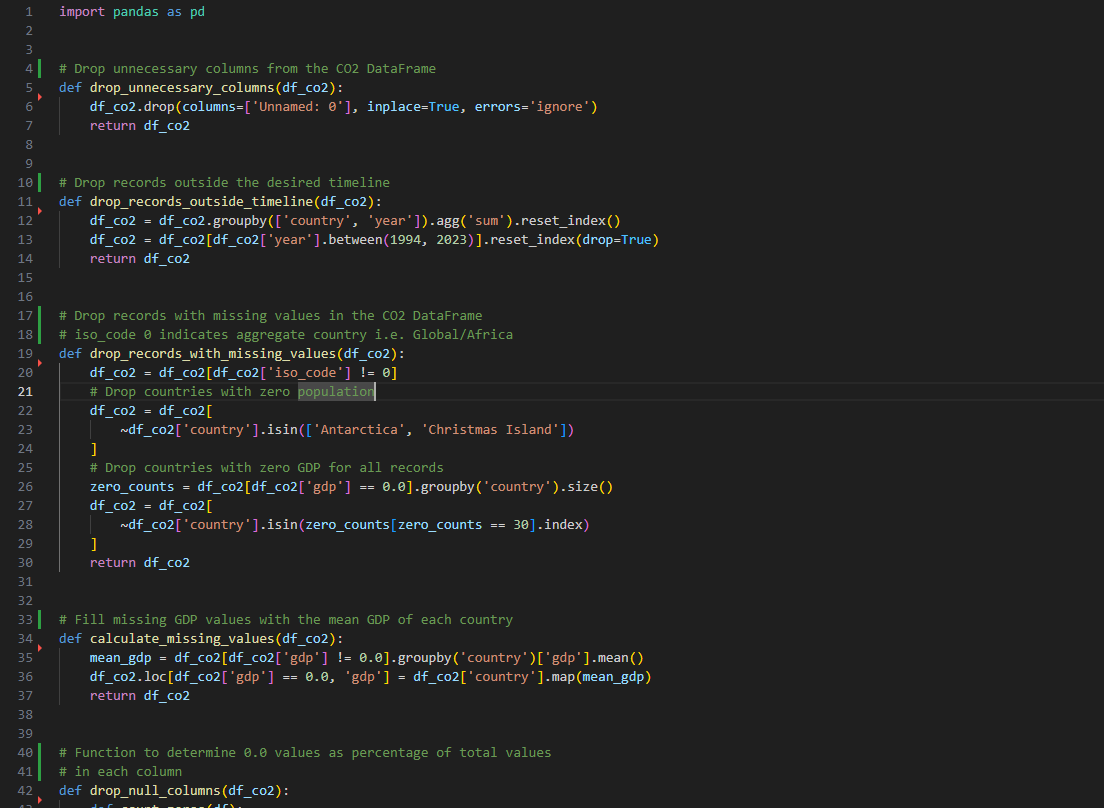 1 import pandas as pd
2
3
4 # Drop unnecessary columns from the CO2 DataFrame
5 def drop_unnecessary_columns(df_co2):
6     df_co2.drop(columns=['Unnamed: 0'], inplace=True, errors='ignore')
7     return df_co2
8
9
10 # Drop records outside the desired timeline
11 def drop_records_outside_timeline(df_co2):
12     df_co2 = df_co2.groupby(['country', 'year']).agg('sum').reset_index()
13     df_co2 = df_co2[df_co2['year'].between(1994, 2023)].reset_index(drop=True)
14     return df_co2
15
16
17 # Drop records with missing values in the CO2 DataFrame
18 # iso_code 0 indicates aggregate country i.e. Global/Africa
19 def drop_records_with_missing_values(df_co2):
20     df_co2 = df_co2[df_co2['iso_code'] != 0]
21     # Drop countries with zero population
22     df_co2 = df_co2[
23         ~df_co2['country'].isin(['Antarctica', 'Christmas Island'])
24     ]
25     # Drop countries with zero GDP for all records
26     zero_counts = df_co2[df_co2['gdp'] == 0.0].groupby('country').size()
27     df_co2 = df_co2[
28         ~df_co2['country'].isin(zero_counts[zero_counts == 30].index)
29     ]
30     return df_co2
31
32
33 # Fill missing GDP values with the mean GDP of each country
34 def calculate_missing_values(df_co2):
35     mean_gdp = df_co2[df_co2['gdp'] != 0.0].groupby('country')['gdp'].mean()
36     df_co2.loc[df_co2['gdp'] == 0.0, 'gdp'] = df_co2['country'].map(mean_gdp)
37     return df_co2
38
39
40 # Function to determine 0.0 values as percentage of total values
41 # in each column
42 def drop_null_columns(df_co2):
43     def count_zeros(df):